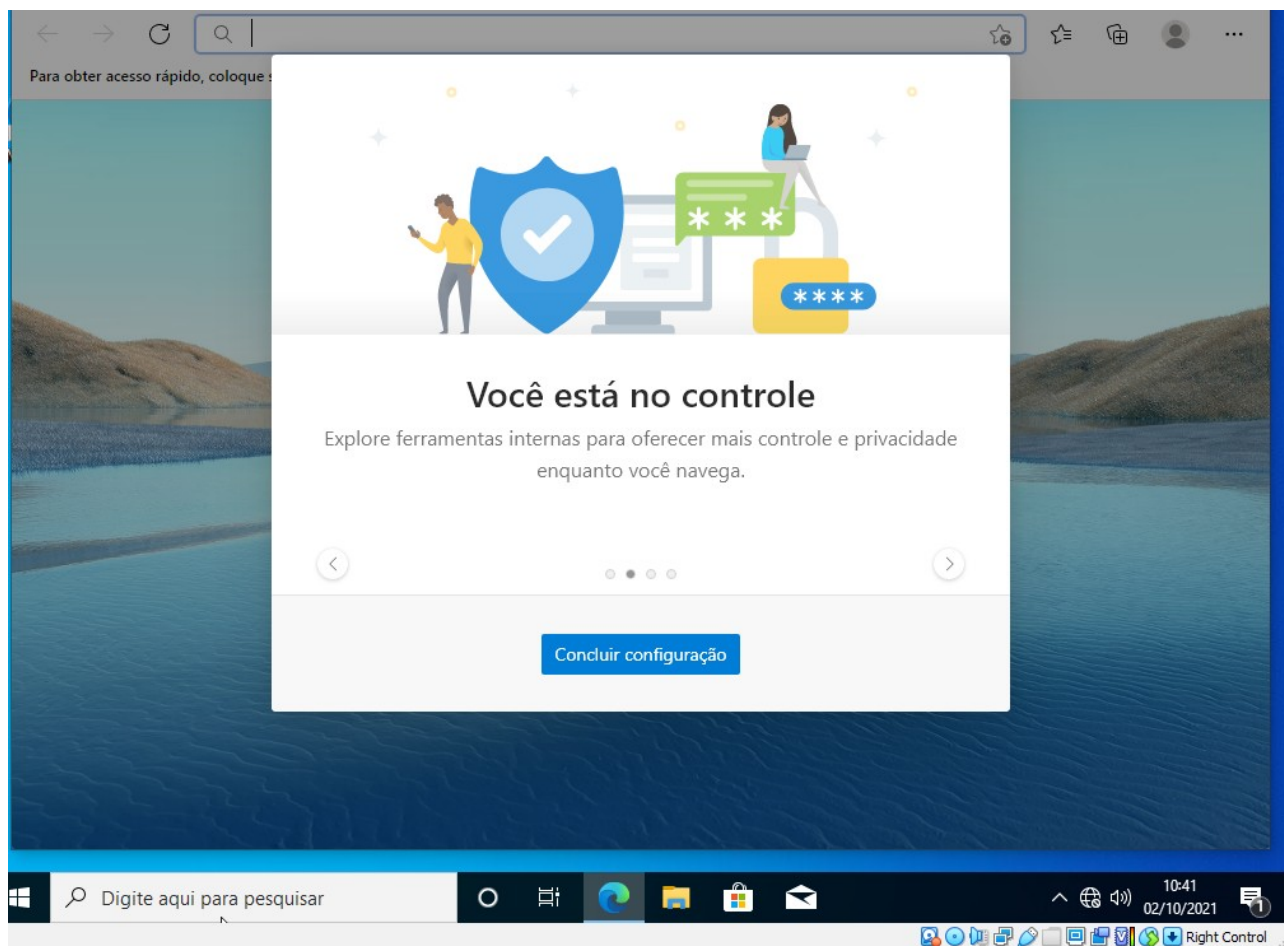 Para obter acesso rápido, coloque
* * *
****
Você está no controle
Explore ferramentas internas para oferecer mais controle e privacidade
enquanto você navega.
Concluir configuração
Digite aqui para pesquisar
10:41
02/10/2021
1
Right Control